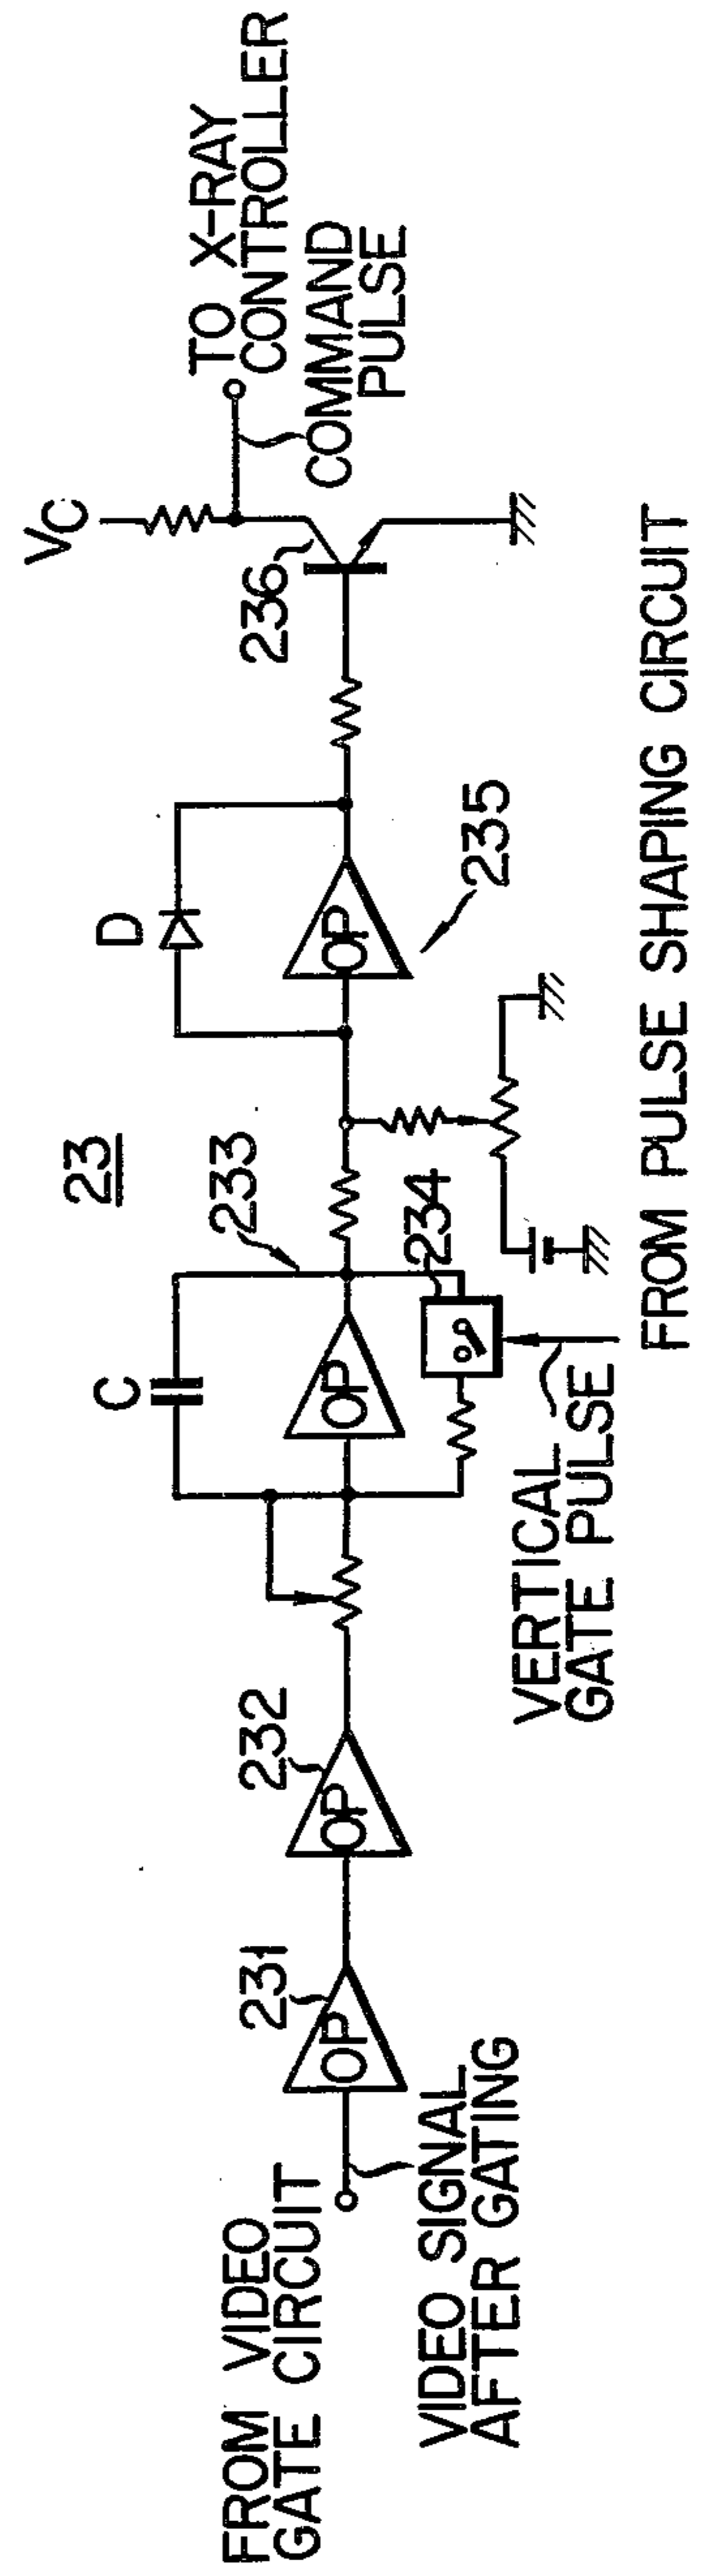 23
FROM VIDEO
GATE CIRCUIT
VIDEO SIGNAL
AFTER GATING
231
OP
232
OP
C
233
OP
234
VERTICAL
GATE PULSE
FROM PULSE SHAPING CIRCUIT
D
OP
235
236
VC
TO X-RAY
CONTROLLER
COMMAND
PULSE